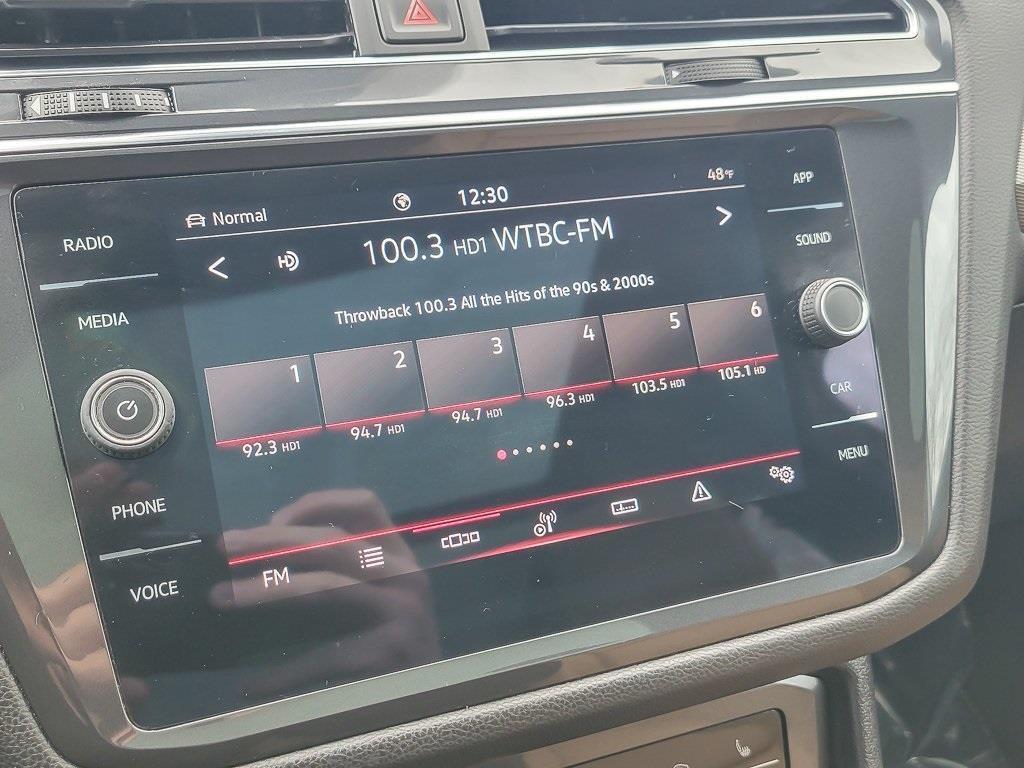 Normal 12:30 48°F
100.3 HD1 WTBC-FM
HD
Throwback 100.3 All the Hits of the 90s & 2000s
1 2 3 4 5 6
92.3 HD1 94.7 HD1 94.7 HD1 96.3 HD1 103.5 HD1 105.1 HD
FM
RADIO
MEDIA
PHONE
VOICE
APP
SOUND
CAR
MENU